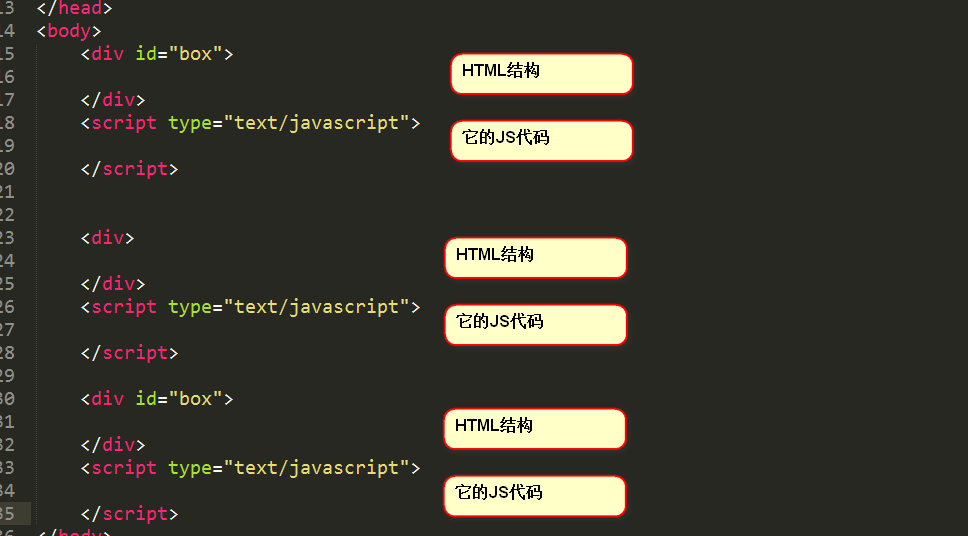 13 </head>
14 <body>
15 <div id="box">
HTML结构
16
17 </div>
18 <script type="text/javascript">
它的JS代码
19
20 </script>
21
22
23 <div>
HTML结构
24
25 </div>
26 <script type="text/javascript">
它的JS代码
27
28 </script>
29
30 <div id="box">
HTML结构
31
32 </div>
33 <script type="text/javascript">
它的JS代码
34
35 </script>
36 </body>